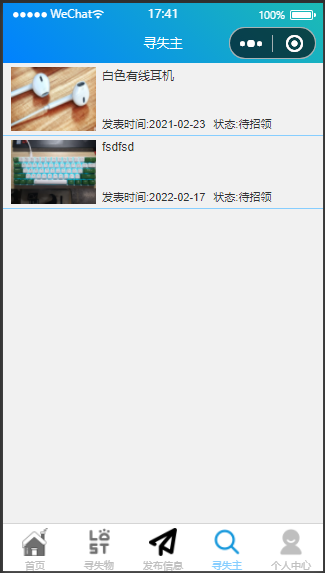 WeChat 17:41 100%
寻失主
白色有线耳机
发表时间:2021-02-23 状态:待招领
fsdfsd
发表时间:2022-02-17 状态:待招领
LOST
首页 寻失物 发布信息 寻失主 个人中心